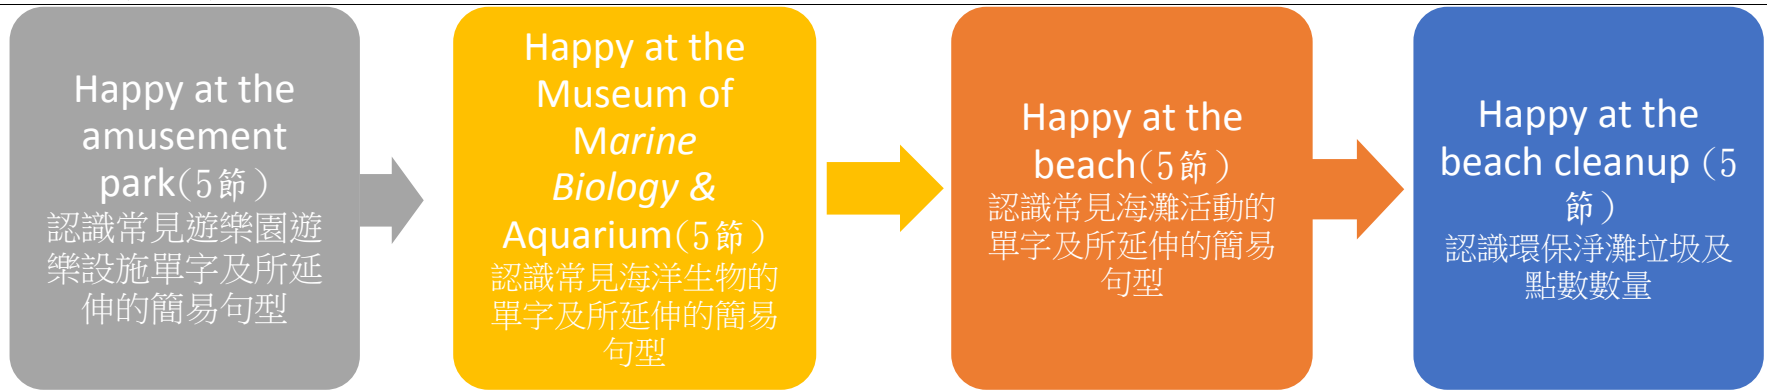 Happy at the
amusement
park(5節)
認識常見遊樂園遊
樂設施單字及所延
伸的簡易句型
Happy at the
Museum of
Marine
Biology &
Aquarium(5節)
認識常見海洋生物的
單字及所延伸的簡易
句型
Happy at the
beach(5節)
認識常見海灘活動的
單字及所延伸的簡易
句型
Happy at the
beach cleanup (5
節)
認識環保淨灘垃圾及
點數數量